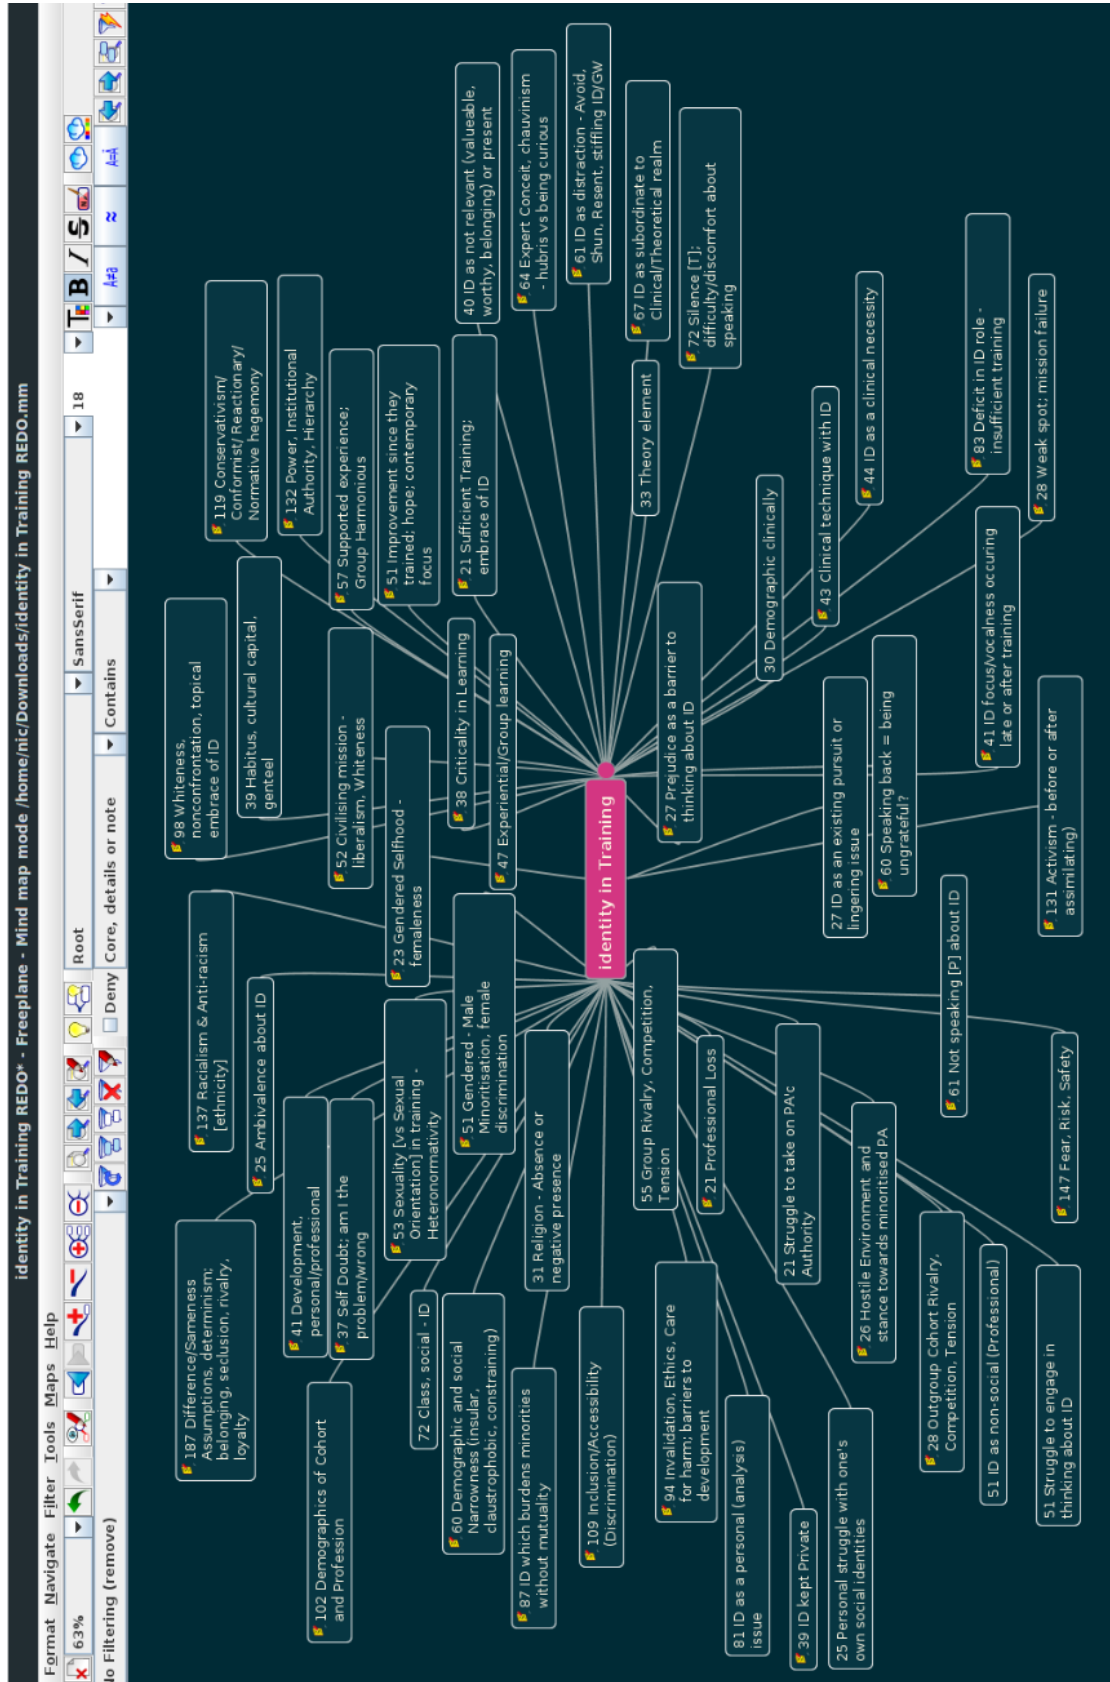 identity in Training REDO* - Freeplane - Mind map mode /home/nic/Downloads/identity in Training REDO.mm
Format Navigate Filter Tools Maps Help
63%
Root
SansSerif
18
T B I S
No Filtering (remove)
Deny
Core, details or note
Contains
A≠a
≈
A=Ä
187 Difference/Sameness
Assumptions, determinism;
belonging, seclusion, rivalry,
loyalty
137 Racialism & Anti-racism
[ethnicity]
25 Ambivalence about ID
98 Whiteness,
nonconfrontation, topical
embrace of ID
39 Habitus, cultural capital,
genteel
119 Conservativism/
Conformist/ Reactionary/
Normative hegemony
132 Power, Institutional
Authority, Hierarchy
102 Demographics of Cohort
and Profession
41 Development,
personal/professional
37 Self Doubt; am I the
problem/wrong
52 Civilising mission -
liberalism, Whiteness
57 Supported experience;
Group Harmonious
51 Improvement since they
trained; hope; contemporary
focus
53 Sexuality [vs Sexual
Orientation] in training -
Heteronormativity
23 Gendered Selfhood -
femaleness
72 Class, social - ID
51 Gendered - Male
Minoritisation, female
discrimination
38 Criticality in Learning
21 Sufficient Training;
embrace of ID
40 ID as not relevant (valueable,
worthy, belonging) or present
60 Demographic and social
Narrowness (insular,
claustrophobic, constraining)
47 Experiential/Group learning
87 ID which burdens minorities
without mutuality
31 Religion - Absence or
negative presence
64 Expert Conceit, chauvinism
- hubris vs being curious
61 ID as distraction - Avoid,
Shun, Resent, stiffling ID/GW
109 Inclusion/Accessibility
(Discrimination)
identity in Training
55 Group Rivalry, Competition,
Tension
33 Theory element
67 ID as subordinate to
Clinical/Theoretical realm
94 Invalidation, Ethics, Care
for harm; barriers to
development
27 Prejudice as a barrier to
thinking about ID
72 Silence [T];
difficulty/discomfort about
speaking
21 Professional Loss
81 ID as a personal (analysis)
issue
30 Demographic clinically
39 ID kept Private
21 Struggle to take on PA'c
Authority
43 Clinical technique with ID
25 Personal struggle with one's
own social identities
27 ID as an existing pursuit or
lingering issue
44 ID as a clinical necessity
26 Hostile Environment and
stance towards minoritised PA
60 Speaking back = being
ungrateful?
28 Outgroup Cohort Rivalry,
Competition, Tension
61 Not speaking [P] about ID
83 Deficit in ID role -
insufficient training
51 ID as non-social (Professional)
41 ID focus/vocalness occuring
late or after training
28 Weak spot; mission failure
51 Struggle to engage in
thinking about ID
147 Fear, Risk, Safety
131 Activism - before or after
assimilating)